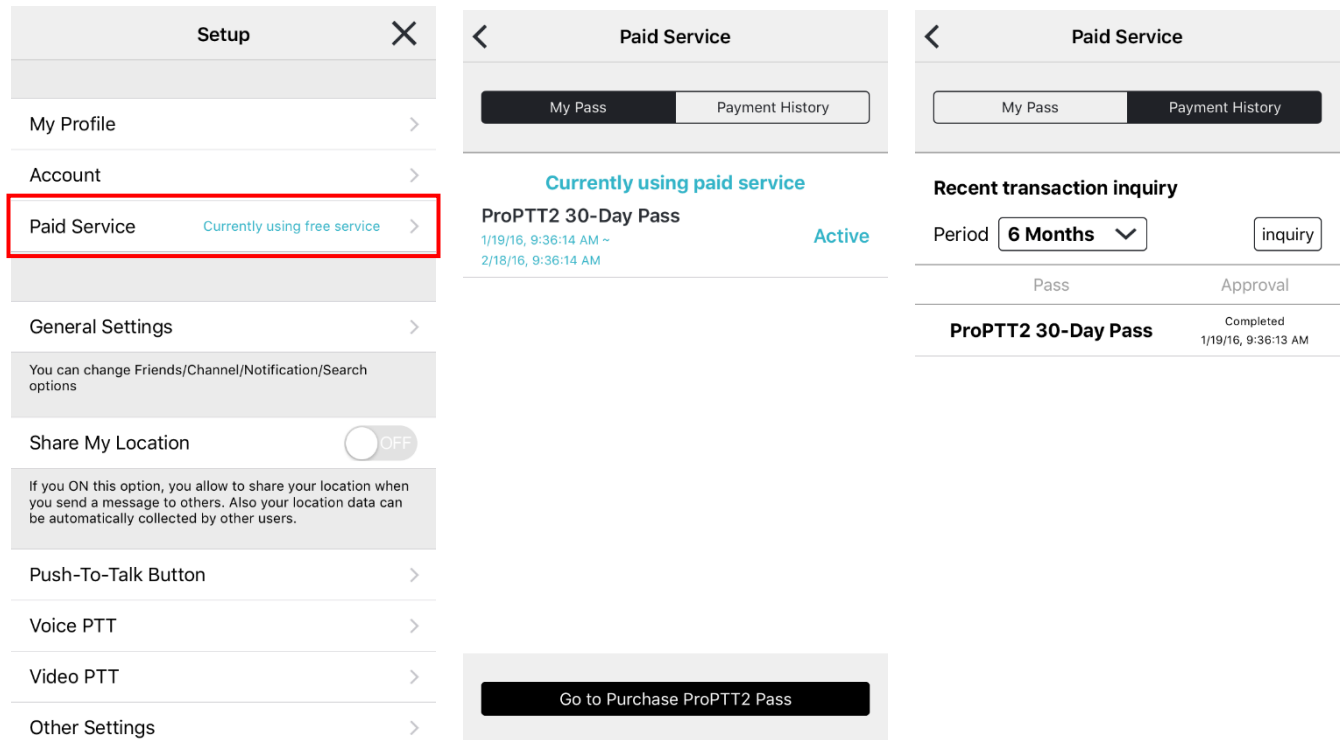 Setup
My Profile
Account
Paid Service Currently using free service
General Settings
You can change Friends/Channel/Notification/Search
options
Share My Location OFF
If you ON this option, you allow to share your location when
you send a message to others. Also your location data can
be automatically collected by other users.
Push-To-Talk Button
Voice PTT
Video PTT
Other Settings
Paid Service
My Pass Payment History
Currently using paid service
ProPTT2 30-Day Pass
1/19/16, 9:36:14 AM ~
2/18/16, 9:36:14 AM
Active
Go to Purchase ProPTT2 Pass
Paid Service
My Pass Payment History
Recent transaction inquiry
Period 6 Months inquiry
Pass Approval
ProPTT2 30-Day Pass
Completed
1/19/16, 9:36:13 AM